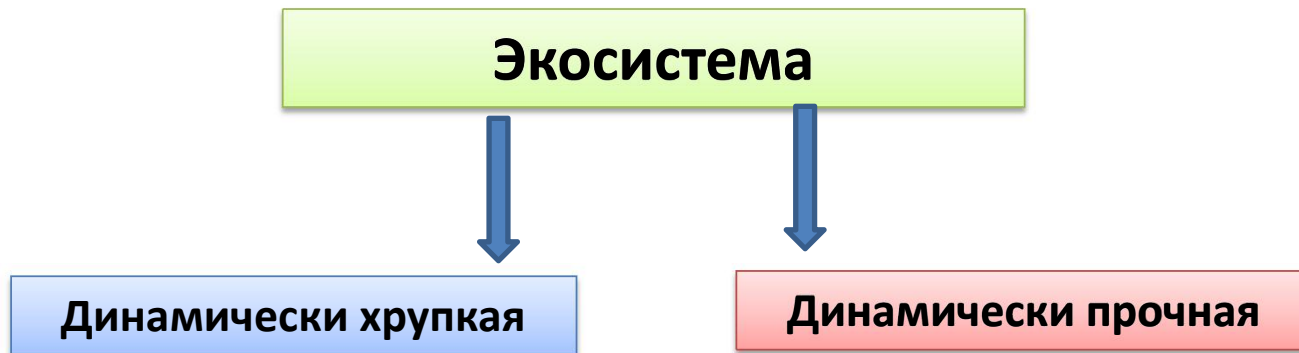 Экосистема
Динамически хрупкая
Динамически прочная